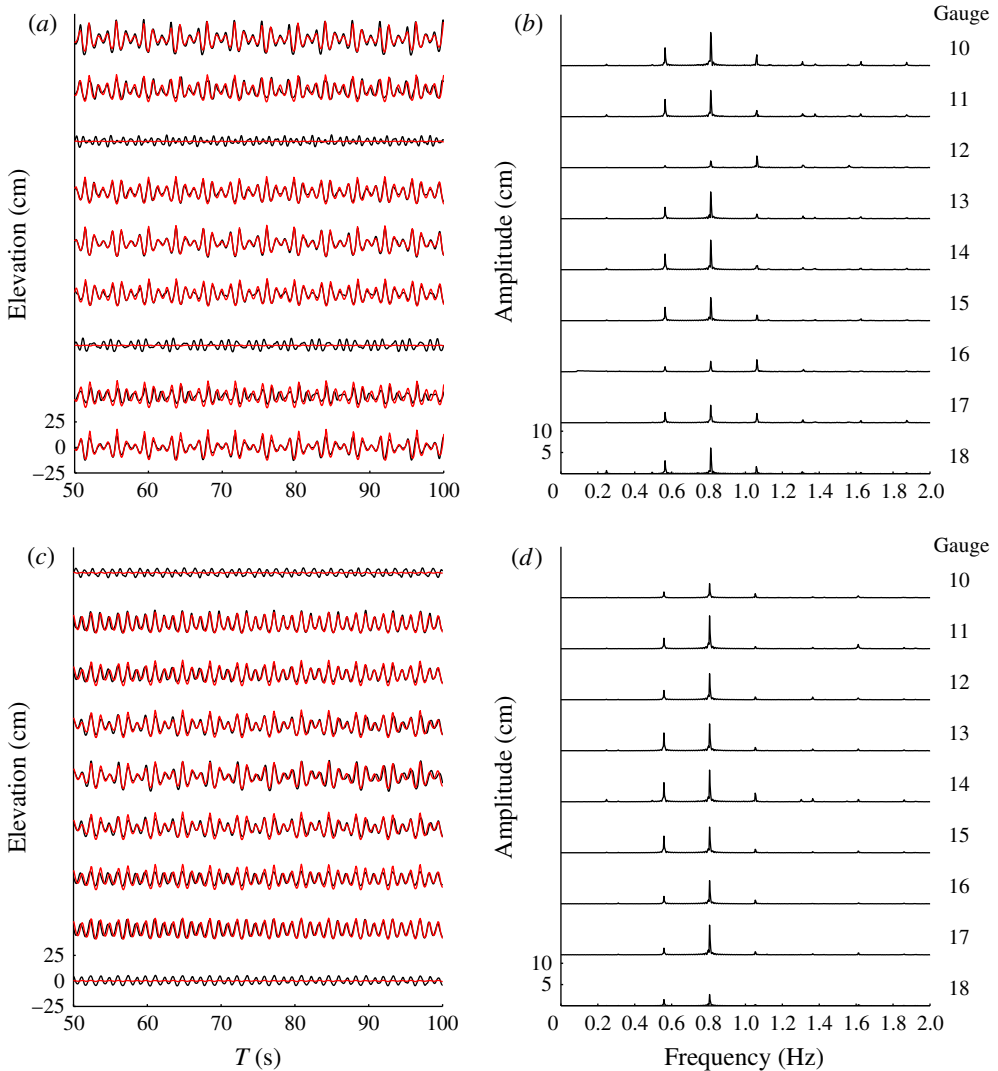 (a)
(b)
Gauge
Elevation (cm)
25
0
−25
50 60 70 80 90 100
Amplitude (cm)
10
5
0 0.2 0.4 0.6 0.8 1.0 1.2 1.4 1.6 1.8 2.0
10
11
12
13
14
15
16
17
18
(c)
(d)
Gauge
Elevation (cm)
25
0
−25
50 60 70 80 90 100
T (s)
Amplitude (cm)
10
5
0 0.2 0.4 0.6 0.8 1.0 1.2 1.4 1.6 1.8 2.0
Frequency (Hz)
10
11
12
13
14
15
16
17
18